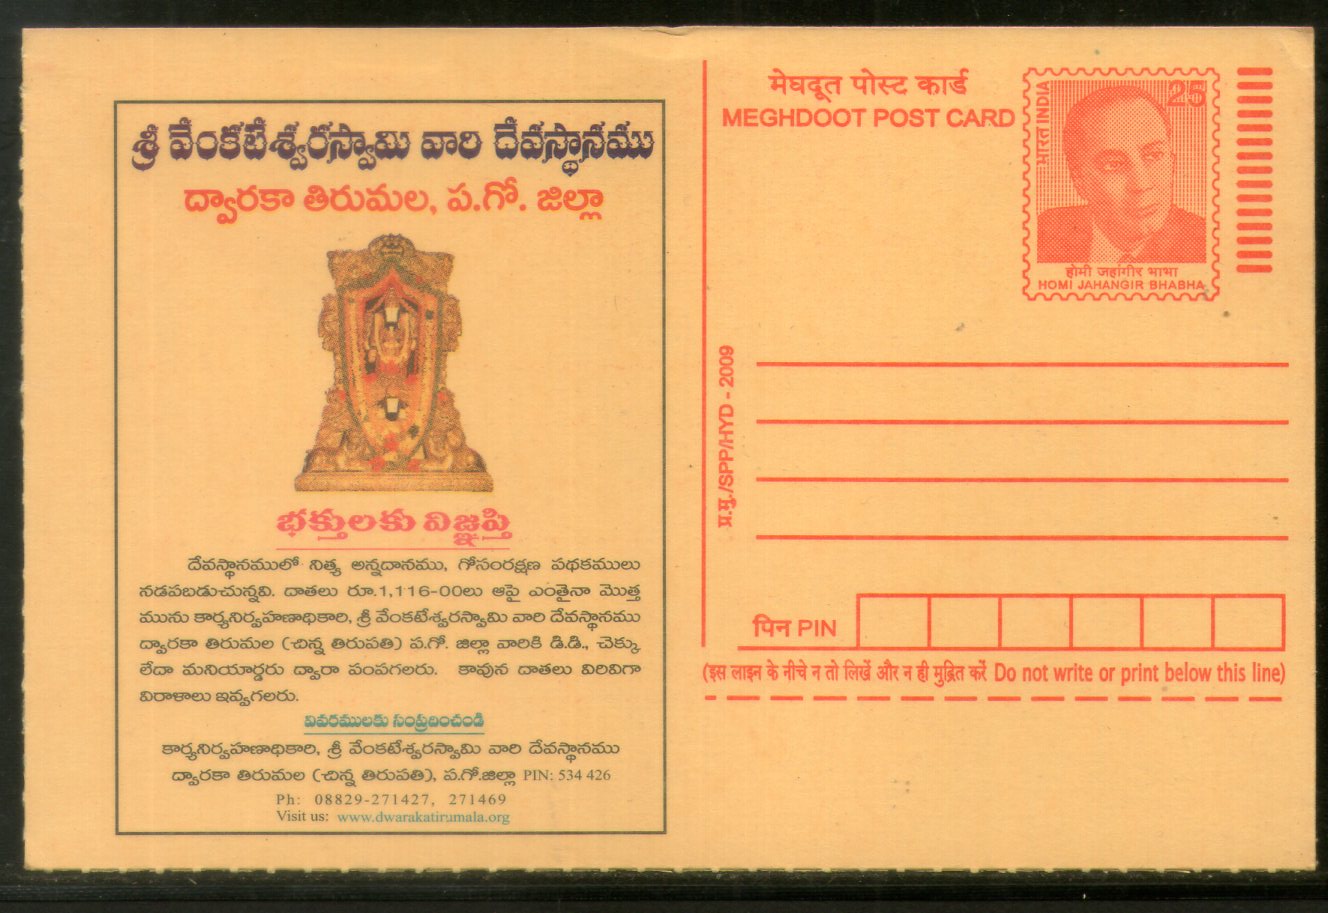 శ్రీ వేంకటేశ్వరస్వామి వారి దేవస్థానము
ద్వారకా తిరుమల, ప.గో. జిల్లా
భక్తులకు విజ్ఞప్తి
దేవస్థానములో నిత్య అన్నదానము, గోసంరక్షణ పథకములు
నడపబడుచున్నవి. దాతలు రూ.1,116-00లు ఆపై ఎంతైనా మొత్త
మును కార్యనిర్వహణాధికారి, శ్రీ వేంకటేశ్వరస్వామి వారి దేవస్థానము
ద్వారకా తిరుమల (చిన్న తిరుపతి) ప.గో. జిల్లా వారికి డి.డి., చెక్కు
లేదా మనియార్డరు ద్వారా పంపగలరు. కావున దాతలు విరివిగా
విరాళాలు ఇవ్వగలరు.
వివరములకు సంప్రదించండి
కార్యనిర్వహణాధికారి, శ్రీ వేంకటేశ్వరస్వామి వారి దేవస్థానము
ద్వారకా తిరుమల (చిన్న తిరుపతి), ప.గో.జిల్లా PIN: 534 426
Ph: 08829-271427, 271469
Visit us: www.dwarakatirumala.org
मेघदूत पोस्ट कार्ड
MEGHDOOT POST CARD
भारत INDIA
25
होमी जहांगीर भाभा
HOMI JAHANGIR BHABHA
प्र.मु./SPP/HYD - 2009
पिन PIN
(इस लाइन के नीचे न तो लिखें और न ही मुद्रित करें Do not write or print below this line)